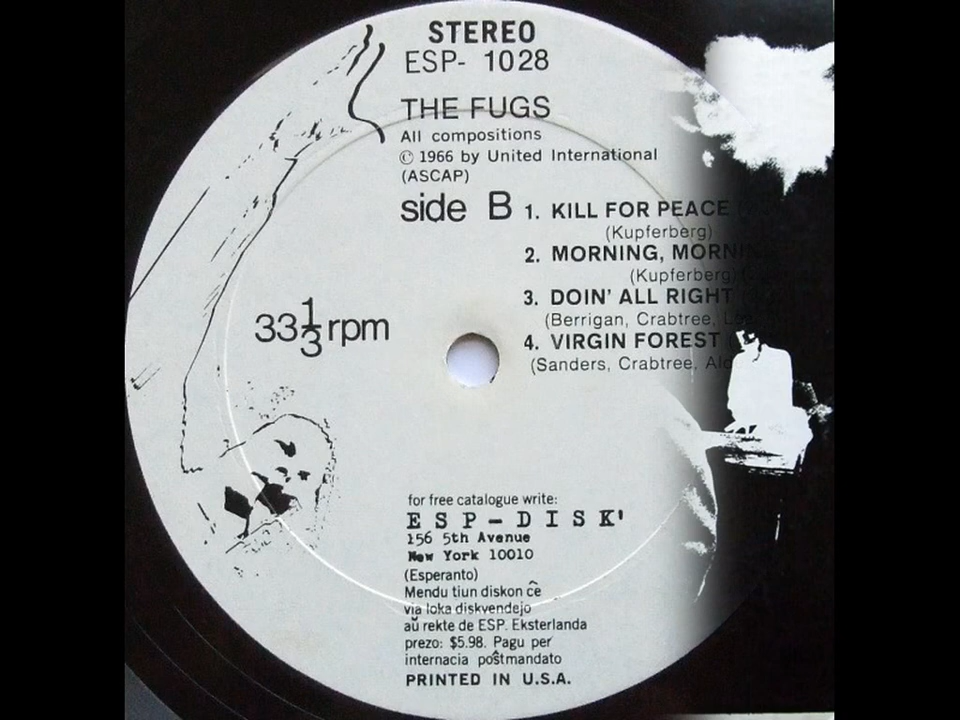 STEREO
ESP- 1028
THE FUGS
All compositions
© 1966 by United International
(ASCAP)
side B
1. KILL FOR PEACE
(Kupferberg)
2. MORNING,
(Kupferberg)
3. DOIN' ALL RIGHT
(Berrigan, Crabtree,
4. VIRGIN FOREST
(Sanders, Crabtree,
33 1/3 rpm
for free catalogue write:
ESP-DISK'
156 5th Avenue
New York 10010
(Esperanto)
Mendu tiun diskon ĉe
via loka diskvendejo
aŭ rekte de ESP. Eksterlanda
prezo: $5.98. Pagu per
internacia poŝtmandato
PRINTED IN U.S.A.